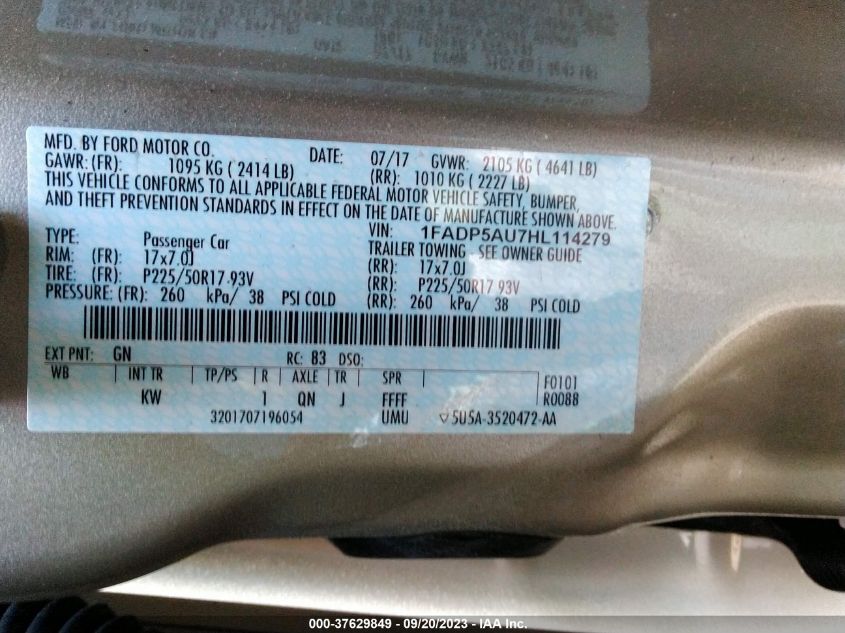 MFD. BY FORD MOTOR CO. DATE: 07/17 GVWR: 2105 KG ( 4641 LB)
GAWR: (FR): 1095 KG ( 2414 LB) (RR): 1010 KG ( 2227 LB)
THIS VEHICLE CONFORMS TO ALL APPLICABLE FEDERAL MOTOR VEHICLE SAFETY, BUMPER,
AND THEFT PREVENTION STANDARDS IN EFFECT ON THE DATE OF MANUFACTURE SHOWN ABOVE.
VIN: 1FADP5AU7HL114279
TYPE: Passenger Car TRAILER TOWING - SEE OWNER GUIDE
RIM: (FR): 17x7.0J (RR): 17x7.0J
TIRE: (FR): P225/50R17 93V (RR): P225/50R17 93V
PRESSURE: (FR): 260 kPa/ 38 PSI COLD (RR): 260 kPa/ 38 PSI COLD
EXT PNT: GN RC: 83 DSO:
WB INT TR TP/PS R AXLE TR SPR F0101
KW 1 QN J FFFF R0088
3201707196054 UMU ▽5U5A-3520472-AA
000-37629849 - 09/20/2023 - IAA Inc.